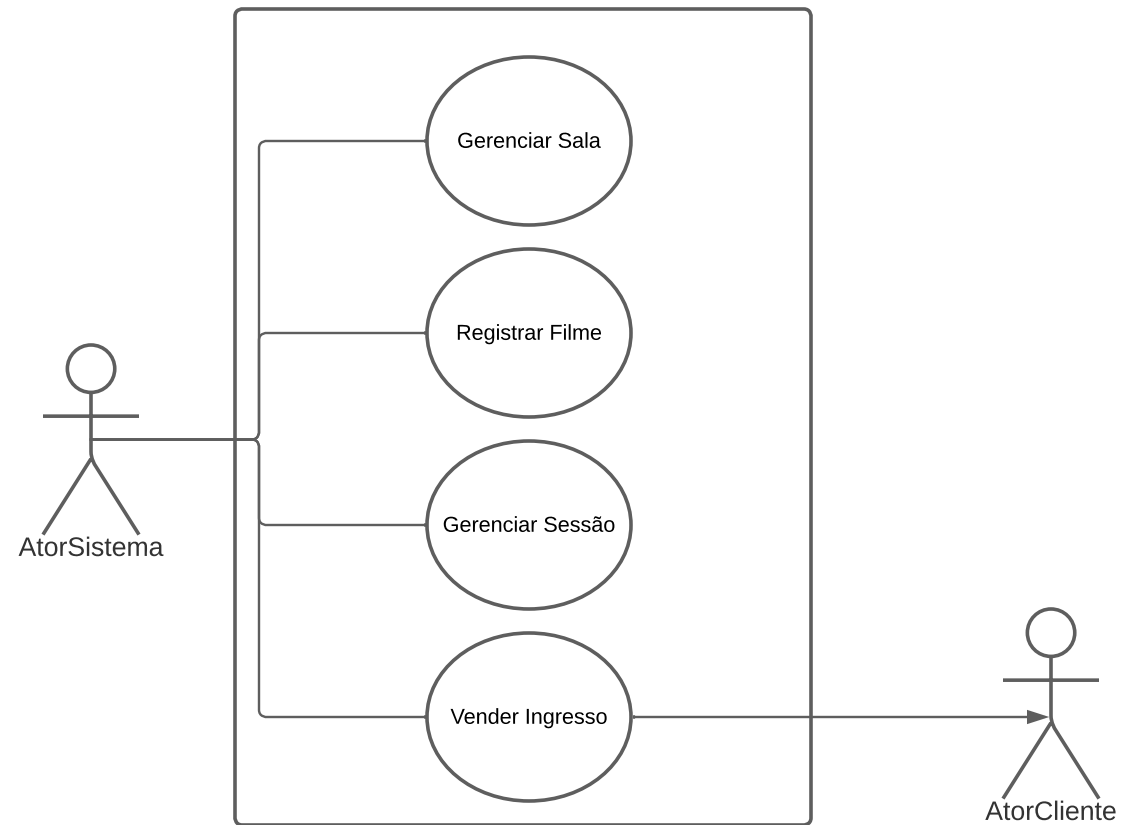 Gerenciar Sala
Registrar Filme
Gerenciar Sessão
AtorSistema
Vender Ingresso
AtorCliente